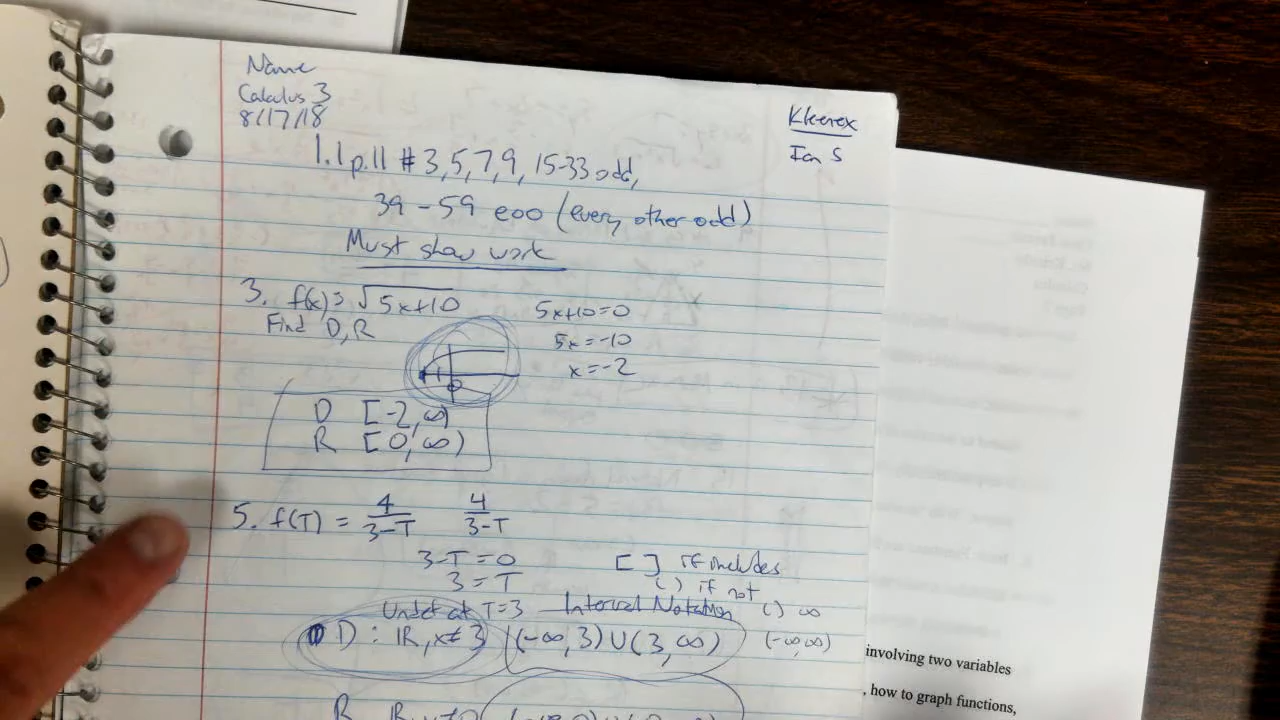 Name
Calculus 3
8/17/18
Kleenex
Ian S
1.1 p.11 # 3,5,7,9, 15-33 odd,
39 - 59 eoo (every other odd)
Must show work
3. f(x) = √5x+10
Find D, R
5x+10=0
5x=-10
x=-2
D [-2,∞)
R [0,∞)
5. f(T) = 4/3-T 4/3-T
3-T=0
3=T
[ ] if includes
( ) if not
Undef at T=3 Interval Notation ( ) ∞
D : ℝ, x≠3 (-∞,3)∪(3,∞) (-∞,∞)
R
involving two variables
, how to graph functions,